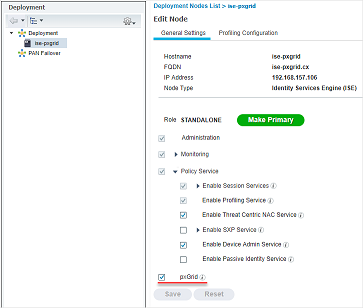 Deployment
Deployment
ise-pxgrid
PAN Failover
Deployment Nodes List > ise-pxgrid
Edit Node
General Settings Profiling Configuration
Hostname ise-pxgrid
FQDN ise-pxgrid.cx
IP Address 192.168.157.106
Node Type Identity Services Engine (ISE)
Role STANDALONE Make Primary
Administration
Monitoring
Policy Service
Enable Session Services
Enable Profiling Service
Enable Threat Centric NAC Service
Enable SXP Service
Enable Device Admin Service
Enable Passive Identity Service
pxGrid
Save Reset